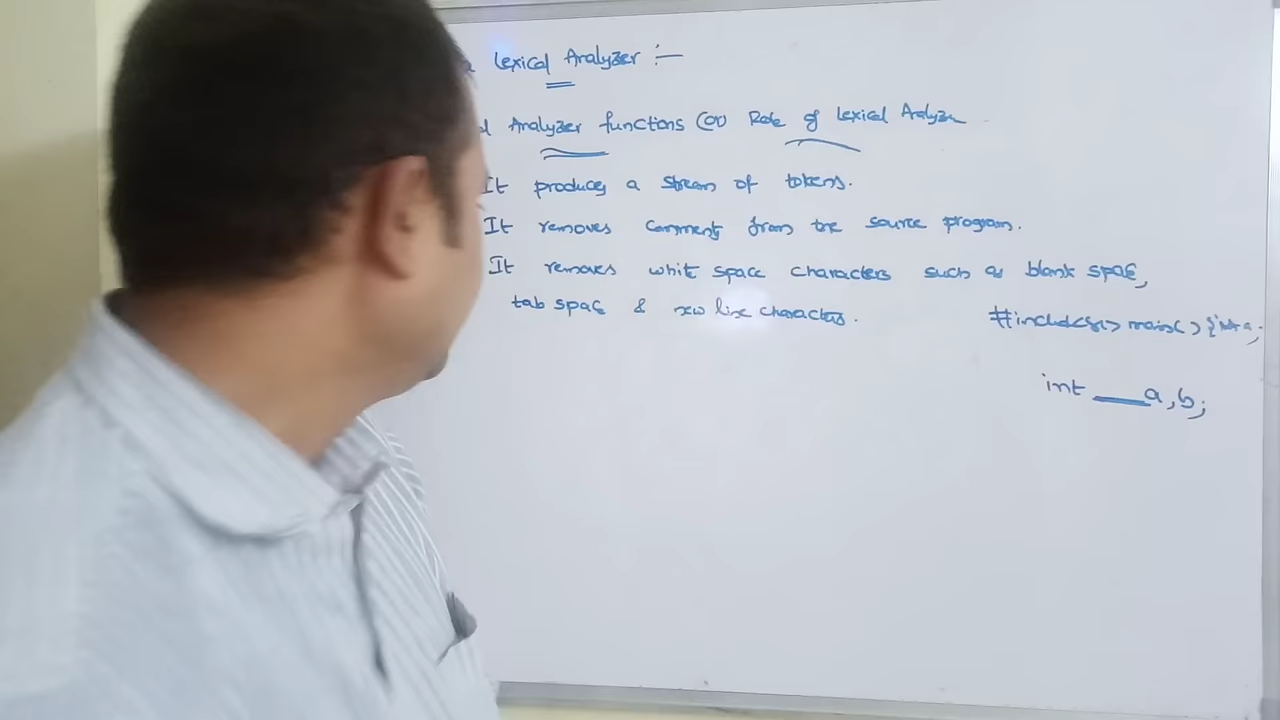 Lexical Analyzer :-
Analyzer functions (or) Role of Lexical Analyzer
It produces a stream of tokens.
It removes comments from the source program.
It removes whit space characters such as blank space,
tab space & new line characters.
#include<> main() { int a;
int __ a, b;